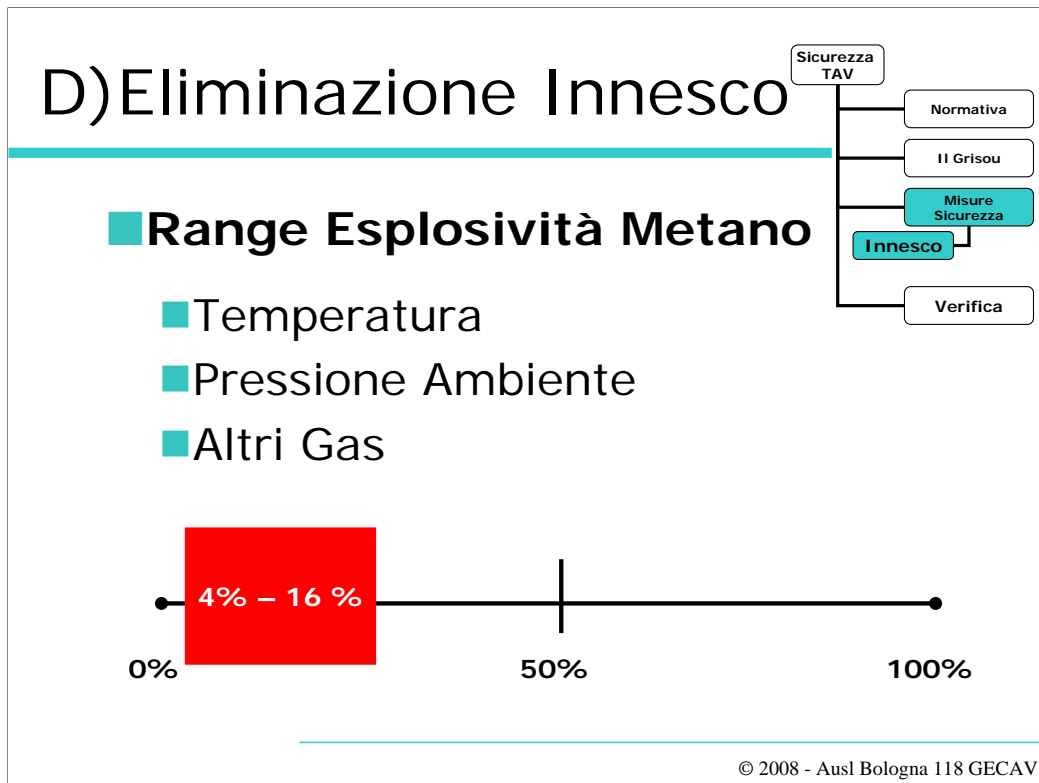 D)Eliminazione Innesco
Sicurezza
TAV
Normativa
Il Grisou
Misure
Sicurezza
Innesco
Verifica
Range Esplosività Metano
Temperatura
Pressione Ambiente
Altri Gas
4% – 16 %
0%
50%
100%
© 2008 - Ausl Bologna 118 GECAV